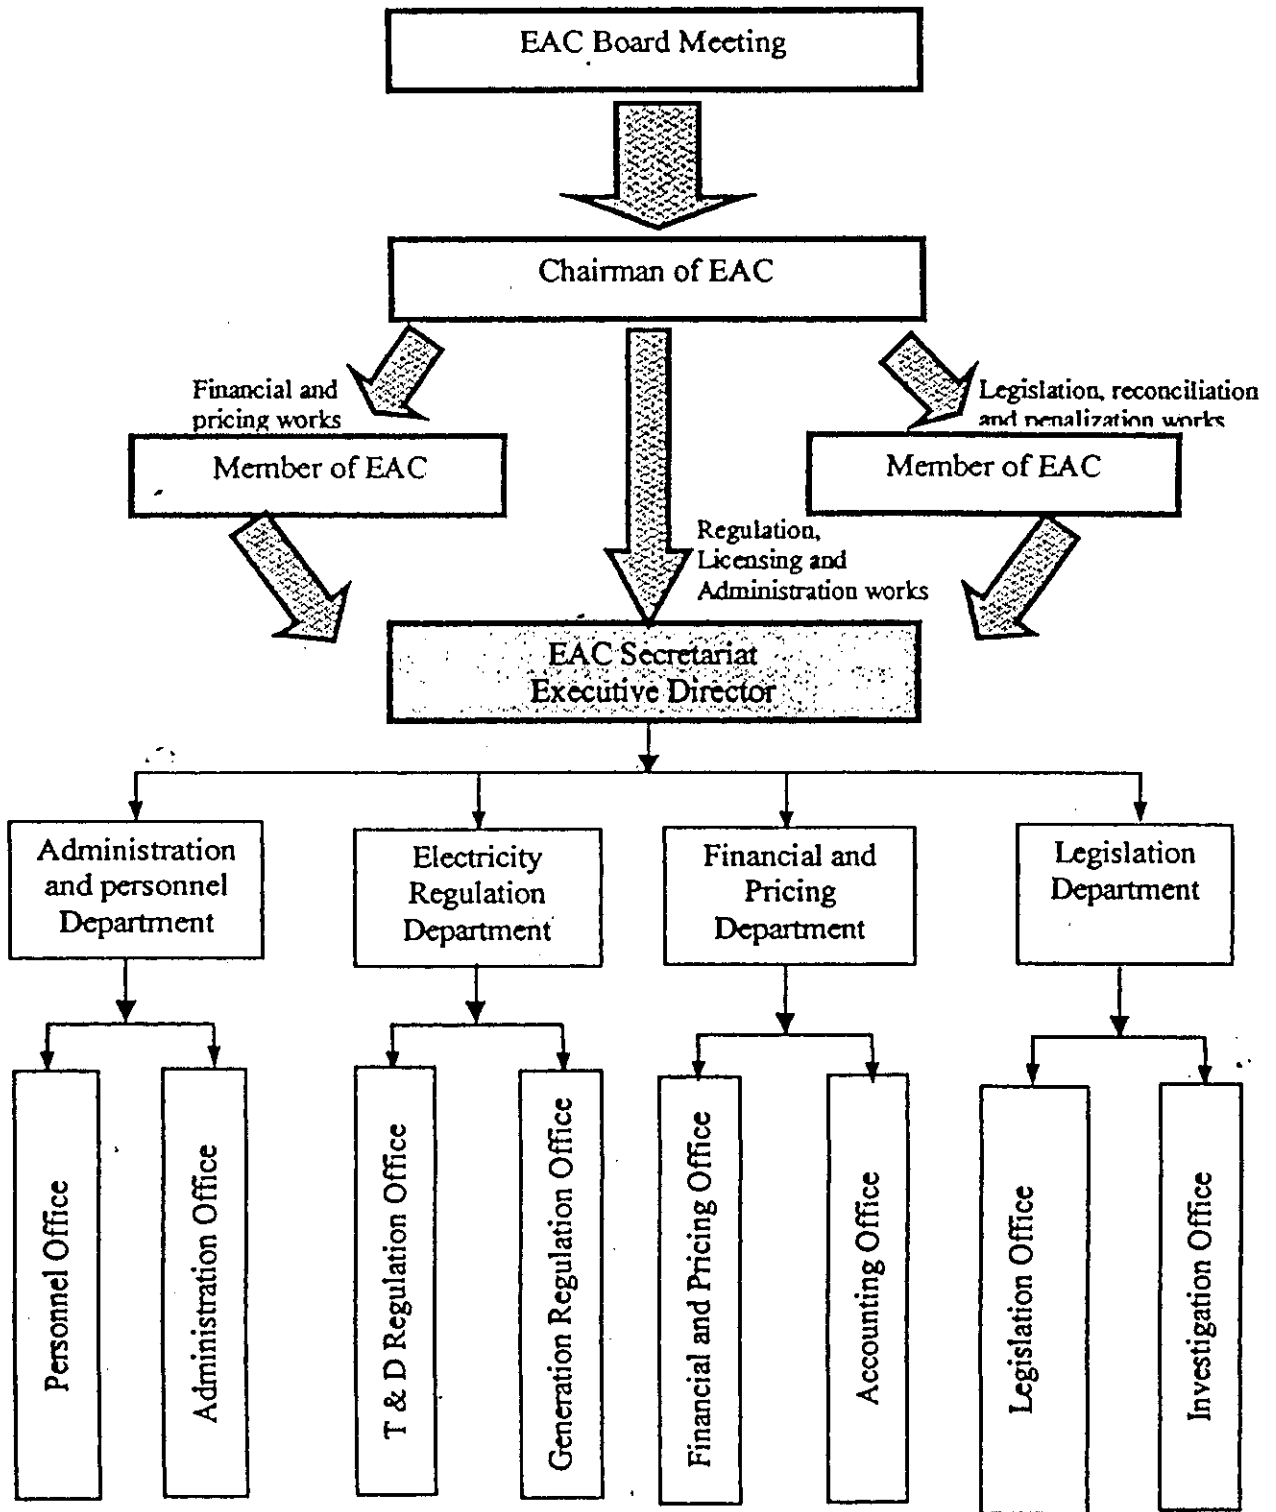 EAC Board Meeting
Chairman of EAC
Financial and
pricing works
Legislation, reconciliation
and penalization works
Member of EAC
Member of EAC
Regulation,
Licensing and
Administration works
EAC Secretariat
Executive Director
Administration
and personnel
Department
Electricity
Regulation
Department
Financial and
Pricing
Department
Legislation
Department
Personnel Office
Administration Office
T & D Regulation Office
Generation Regulation Office
Financial and Pricing Office
Accounting Office
Legislation Office
Investigation Office